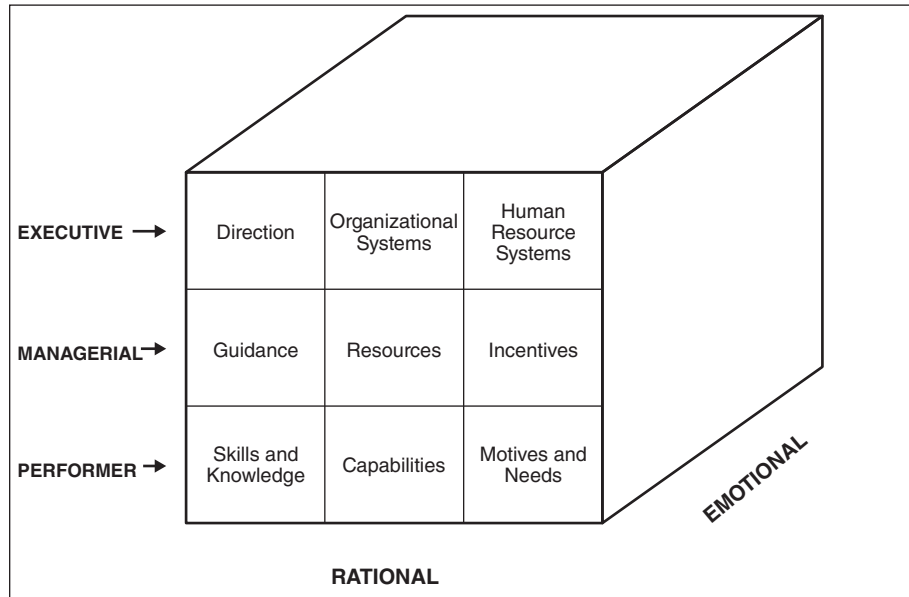 EXECUTIVE
Direction
Organizational
Systems
Human
Resource
Systems
MANAGERIAL
Guidance
Resources
Incentives
PERFORMER
Skills and
Knowledge
Capabilities
Motives and
Needs
EMOTIONAL
RATIONAL